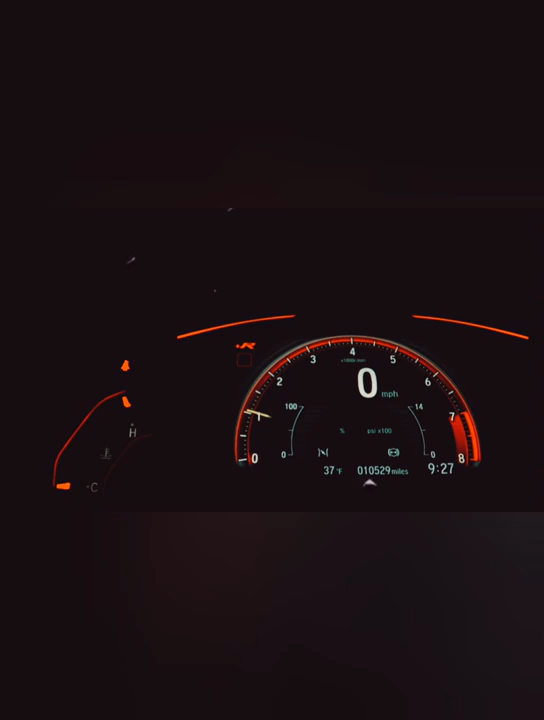 R
4
3 5
x1000r/min
2 0 6
mph
1 100 14 7
% psi x100
H
0 0 0 8
37°F 010529 miles 9:27
C